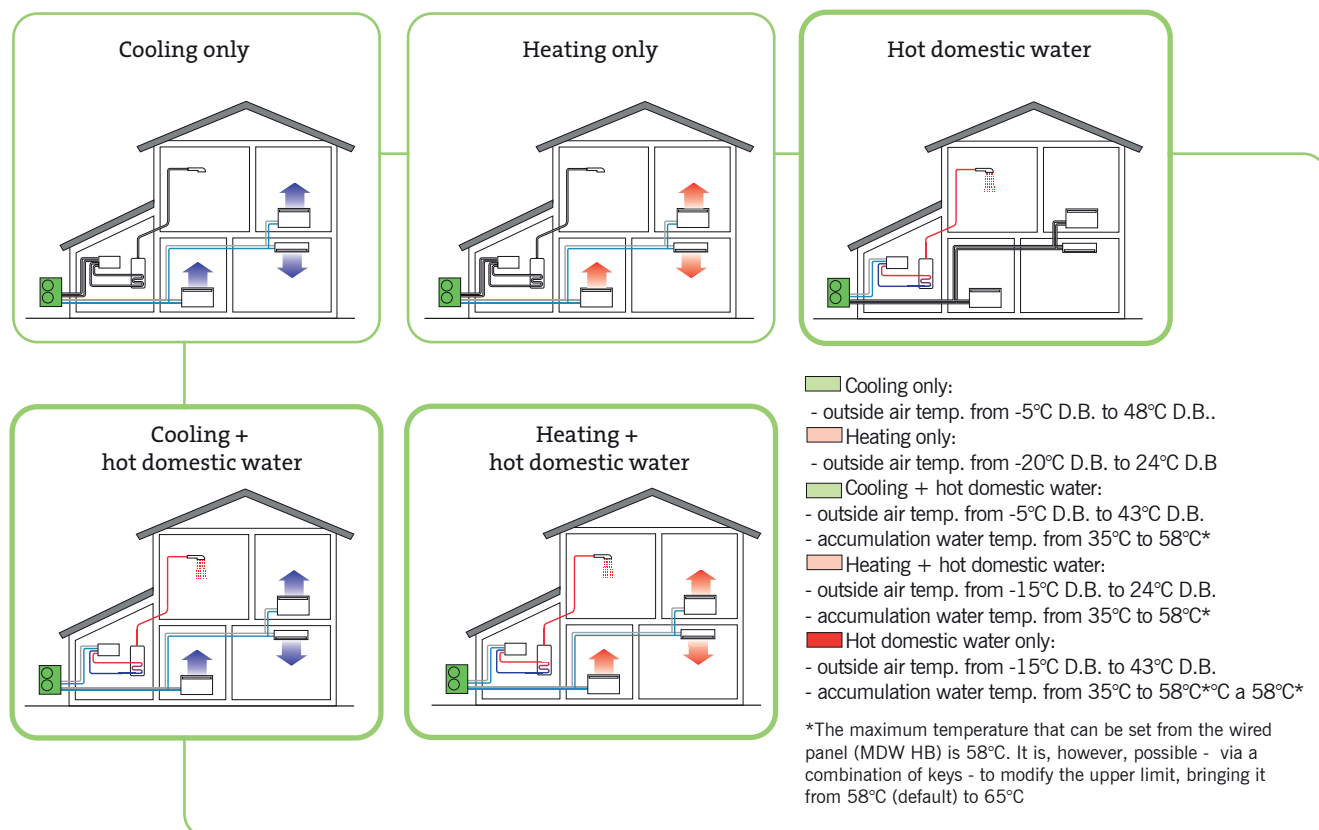 Cooling only
Heating only
Hot domestic water
Cooling +
hot domestic water
Heating +
hot domestic water
Cooling only:
- outside air temp. from -5°C D.B. to 48°C D.B..
Heating only:
- outside air temp. from -20°C D.B. to 24°C D.B
Cooling + hot domestic water:
- outside air temp. from -5°C D.B. to 43°C D.B.
- accumulation water temp. from 35°C to 58°C*
Heating + hot domestic water:
- outside air temp. from -15°C D.B. to 24°C D.B.
- accumulation water temp. from 35°C to 58°C*
Hot domestic water only:
- outside air temp. from -15°C D.B. to 43°C D.B.
- accumulation water temp. from 35°C to 58°C*°C a 58°C*
*The maximum temperature that can be set from the wired
panel (MDW HB) is 58°C. It is, however, possible - via a
combination of keys - to modify the upper limit, bringing it
from 58°C (default) to 65°C